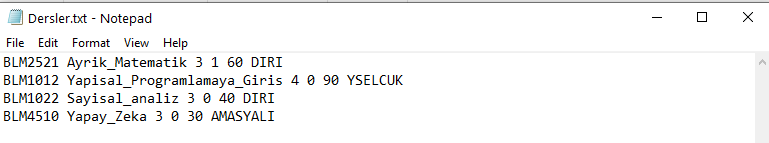 Dersler.txt - Notepad
File Edit Format View Help
BLM2521 Ayrik_Matematik 3 1 60 DIRI
BLM1012 Yapisal_Programlamaya_Giris 4 0 90 YSELCUK
BLM1022 Sayisal_analiz 3 0 40 DIRI
BLM4510 Yapay_Zeka 3 0 30 AMASYALI